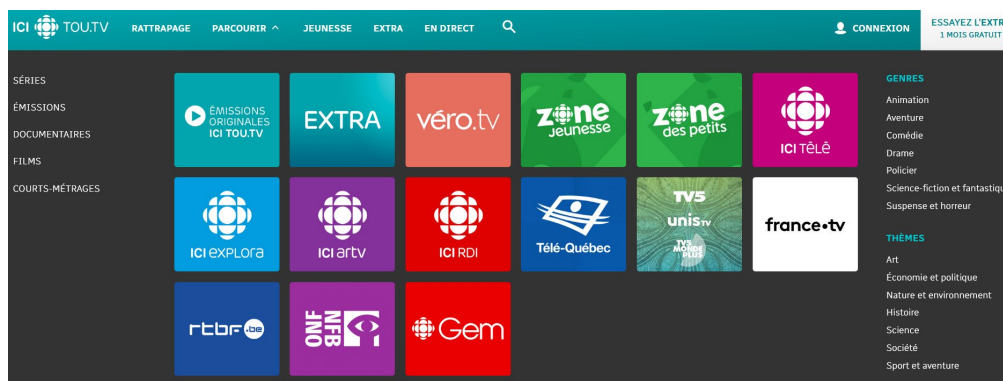 ICI TOU.TV RATTRAPAGE PARCOURIR JEUNESSE EXTRA EN DIRECT CONNEXION
ESSAYEZ L'EXTR
1 MOIS GRATUIT
SÉRIES
ÉMISSIONS
DOCUMENTAIRES
FILMS
COURTS-MÉTRAGES
ÉMISSIONS
ORIGINALES
ICI TOU.TV
EXTRA
véro.tv
zone
jeunesse
zone
des petits
ICI TÉLÉ
ICI EXPLORA
ICI ARTV
ICI RDI
Télé-Québec
TV5
unis TV
TV5
MONDE
PLUS
france•tv
rtbf.be
ONF
NFB
Gem
GENRES
Animation
Aventure
Comédie
Drame
Policier
Science-fiction et fantastiqu
Suspense et horreur
THÈMES
Art
Économie et politique
Nature et environnement
Histoire
Science
Société
Sport et aventure